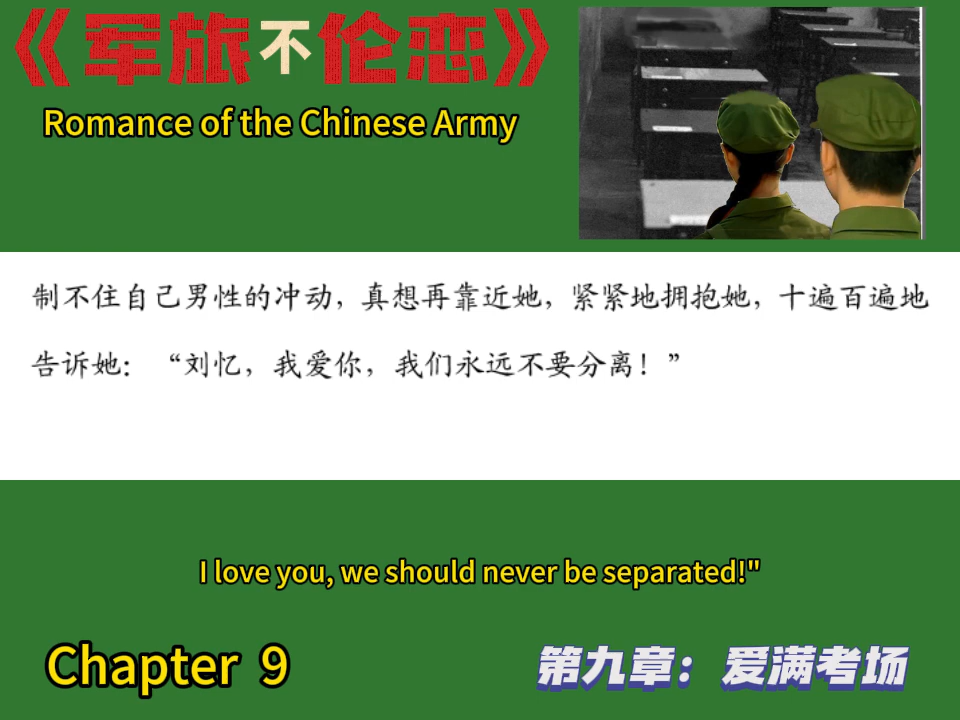 《军旅不伦恋》
Romance of the Chinese Army
制不住自己男性的冲动，真想再靠近她，紧紧地拥抱她，十遍百遍地
告诉她：“刘忆，我爱你，我们永远不要分离！”
I love you, we should never be separated!"
Chapter 9
第九章：爱满考场